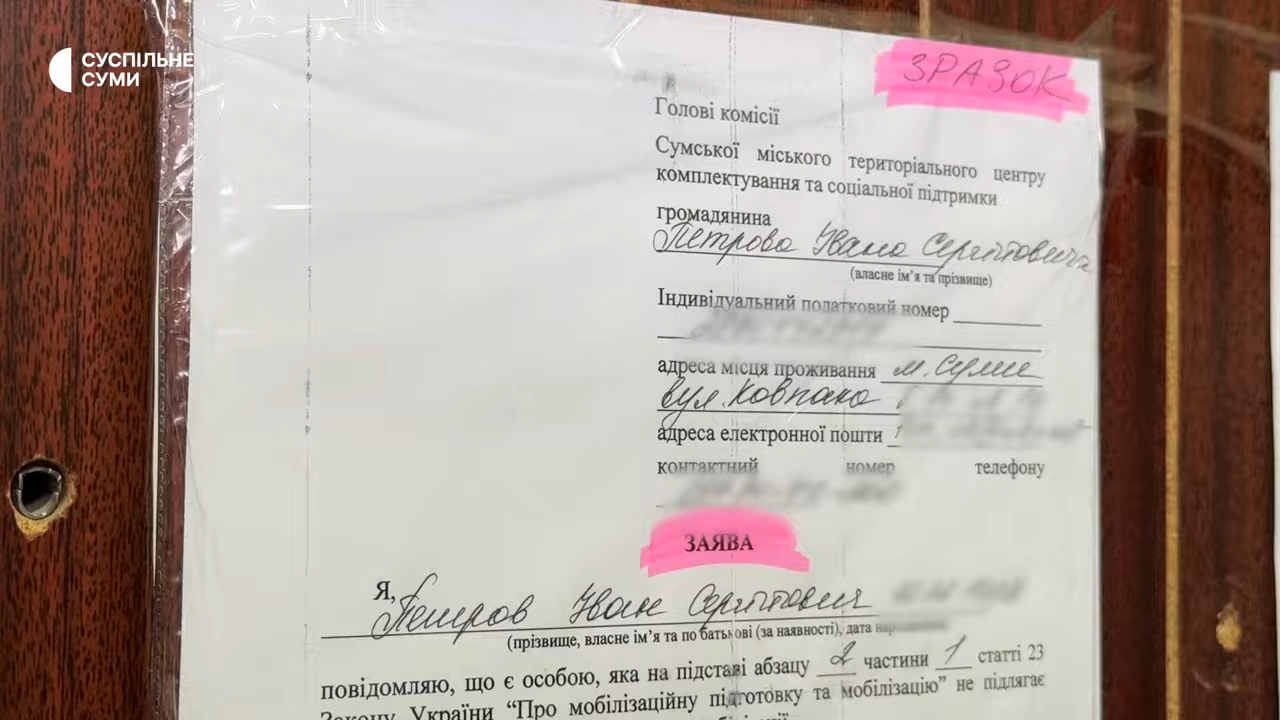 СУСПІЛЬНЕ
СУМИ
ЗРАЗОК
Голові комісії
Сумської міського територіального центру
комплектування та соціальної підтримки
громадянина
Петрова Івана Сергійовича
(власне ім’я та прізвище)
Індивідуальний податковий номер
адреса місця проживання м. Суми
вул. Ковпака
адреса електронної пошти
контактний номер телефону
ЗАЯВА
Я, Петров Іван Сергійович
(прізвище, власне ім’я та по батькові (за наявності), дата
повідомляю, що є особою, яка на підставі абзацу 2 частини 1 статті 23
Закону України “Про мобілізаційну підготовку та мобілізацію” не підлягає